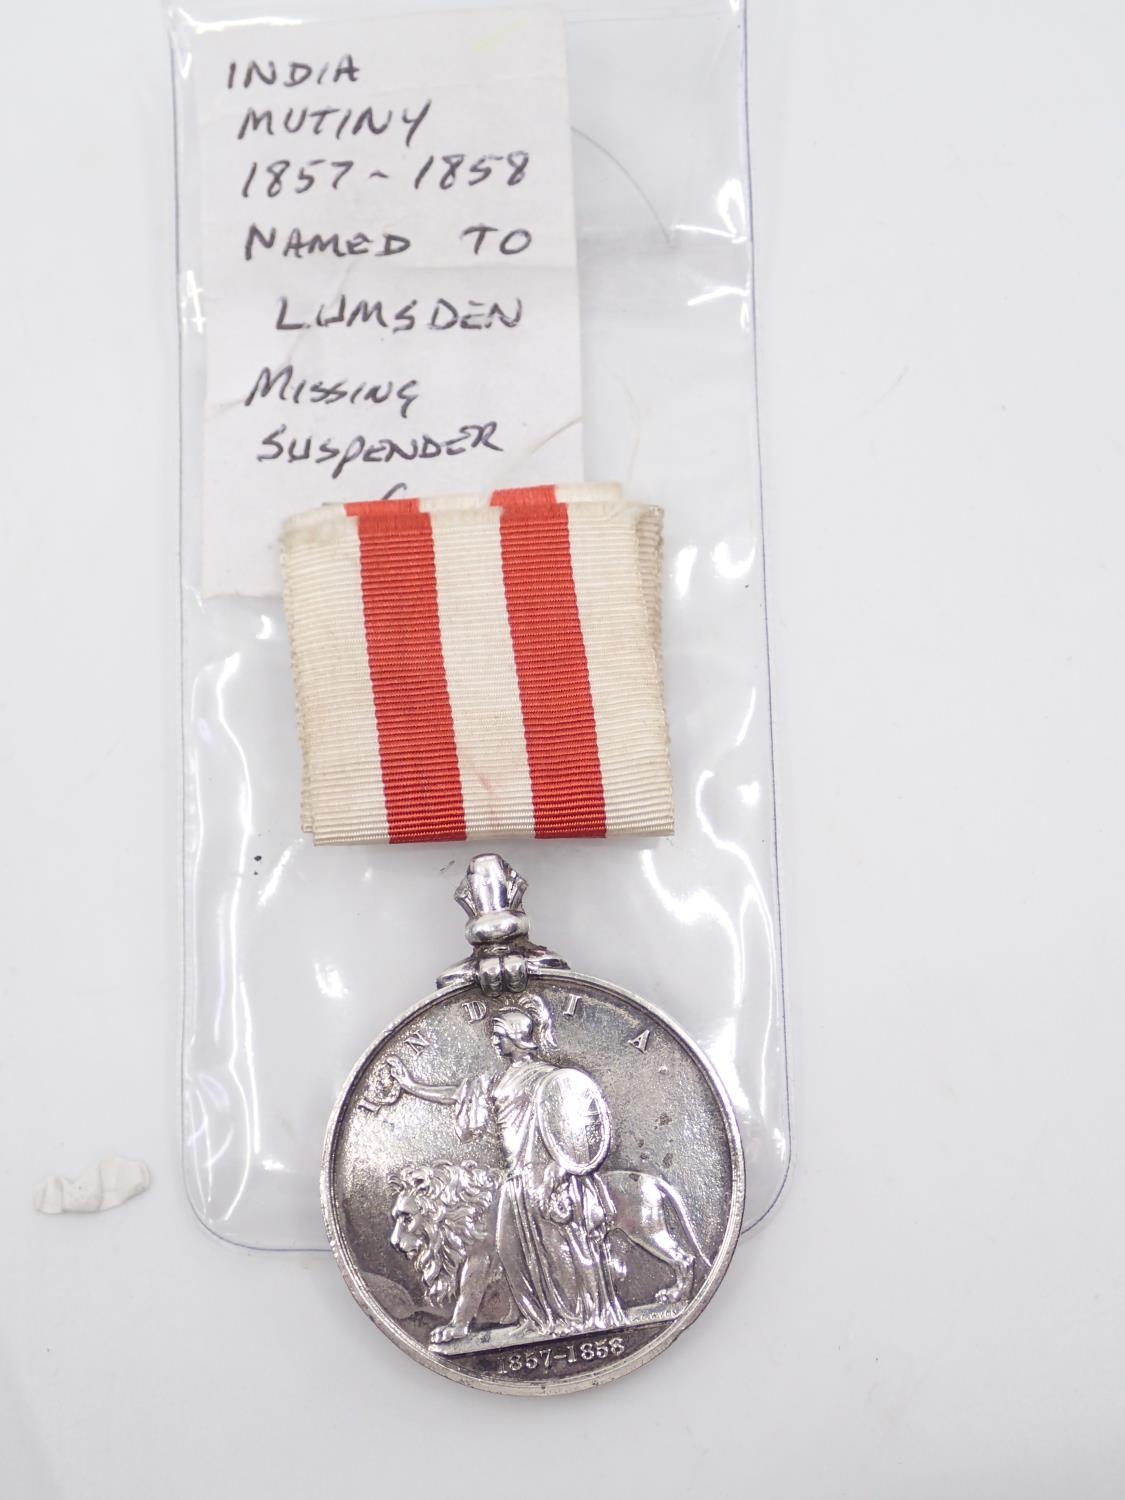 INDIA
MUTINY
1857 - 1858
NAMED TO
LUMSDEN
MISSING
SUSPENDER
INDIA
1857-1858